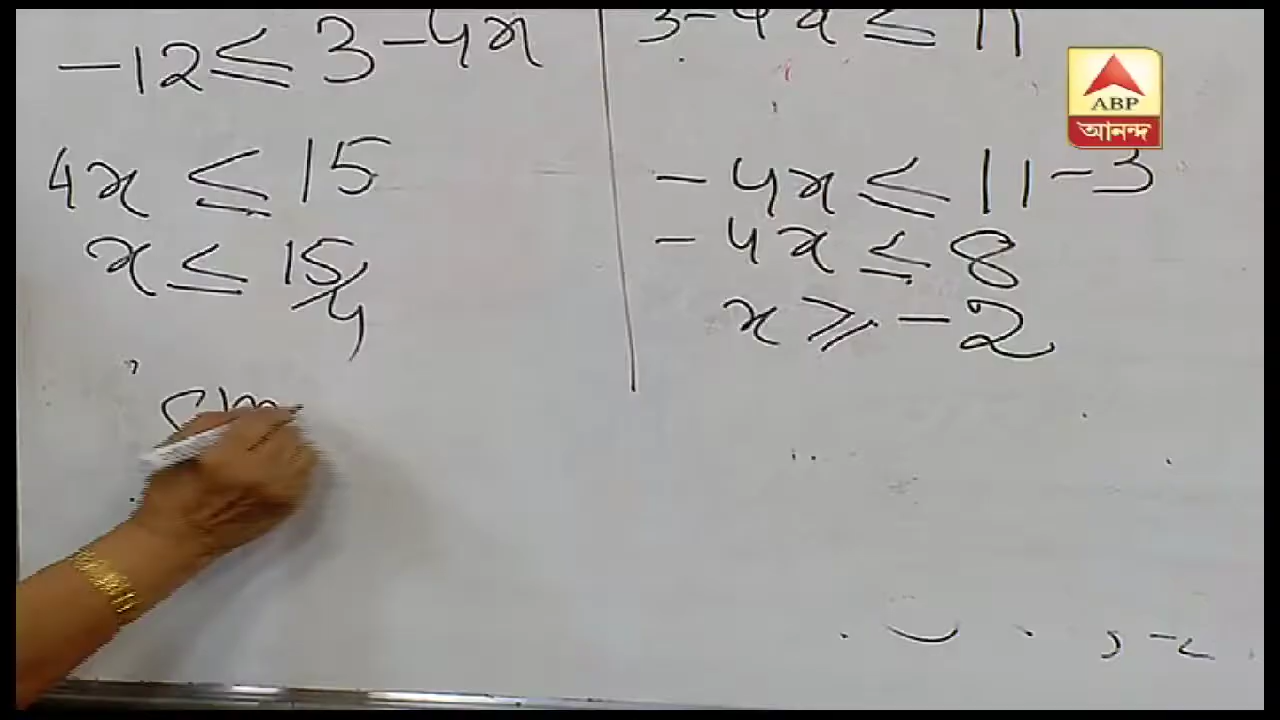 -12 ≤ 3 - 4x
4x ≤ 15
x ≤ 15/4
3 - 4x ≤ 11
-4x ≤ 11 - 3
-4x ≤ 8
x ≥ -2
ABP
আনন্দ